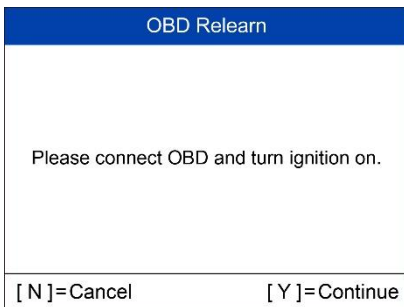 OBD Relearn
Please connect OBD and turn ignition on.
[ N ]=Cancel [ Y ]=Continue